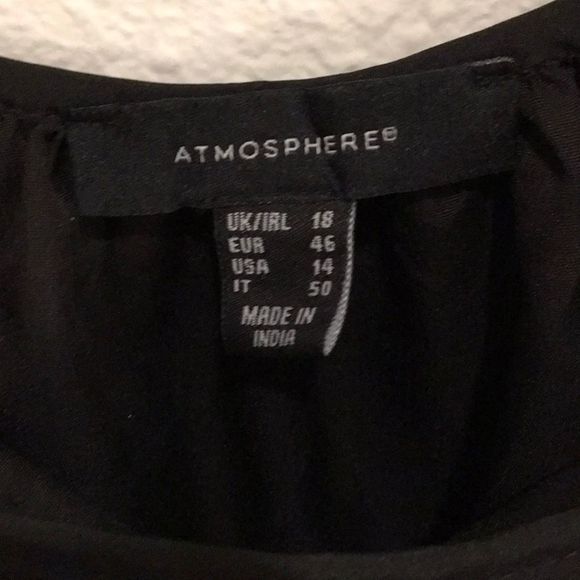 ATMOSPHERE®
UK/IRL 18
EUR 46
USA 14
IT 50
MADE IN
INDIA